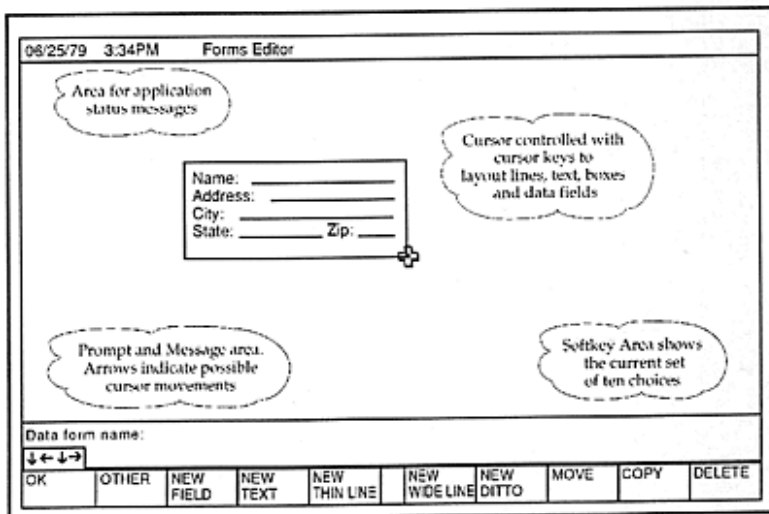 06/25/79 3:34PM Forms Editor
Area for application
status messages
Cursor controlled with
cursor keys to
layout lines, text, boxes
and data fields
Name:
Address:
City:
State: Zip:
Prompt and Message area.
Arrows indicate possible
cursor movements
Softkey Area shows
the current set
of ten choices
Data form name:
↓←↓→
OK OTHER NEW FIELD NEW TEXT NEW THIN LINE NEW WIDE LINE NEW DITTO MOVE COPY DELETE